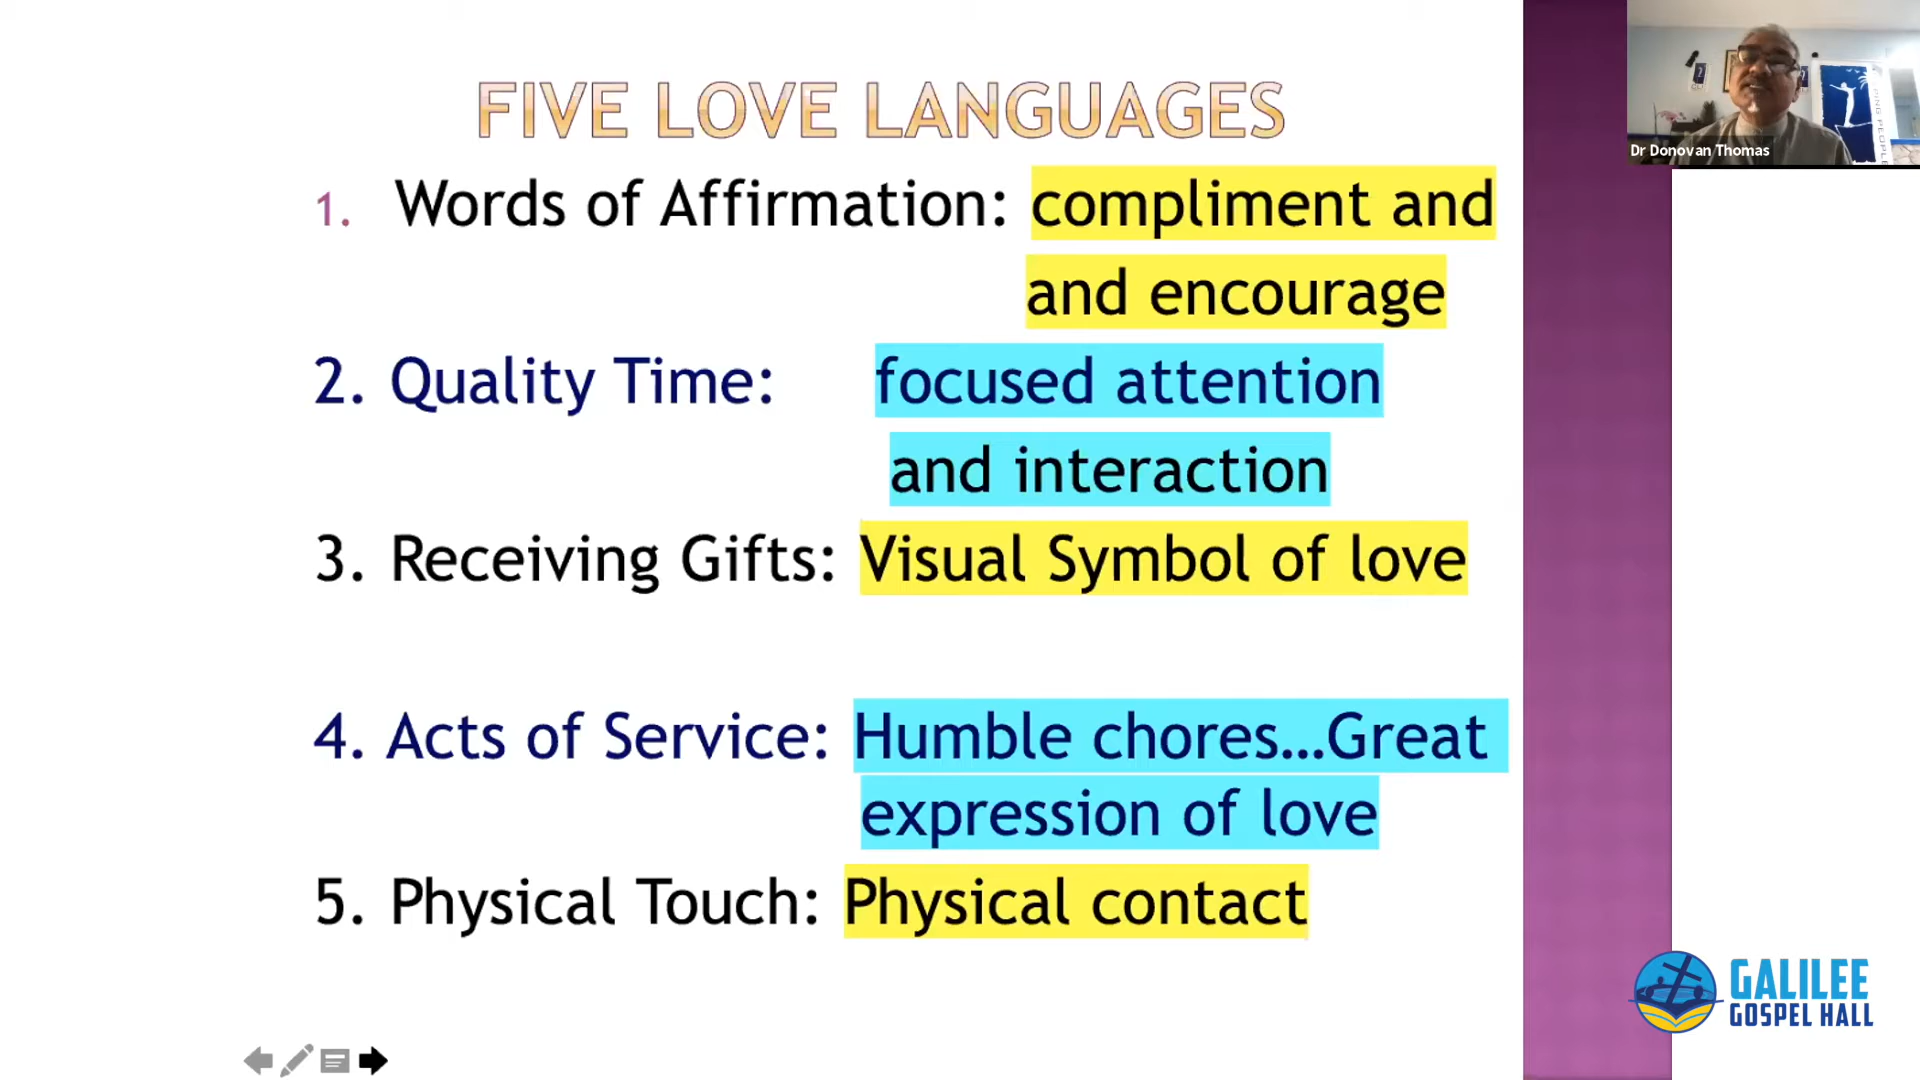 FIVE LOVE LANGUAGES
1. Words of Affirmation: compliment and
and encourage
2. Quality Time: focused attention
and interaction
3. Receiving Gifts: Visual Symbol of love
4. Acts of Service: Humble chores...Great
expression of love
5. Physical Touch: Physical contact
Dr Donovan Thomas
GALILEE
GOSPEL HALL